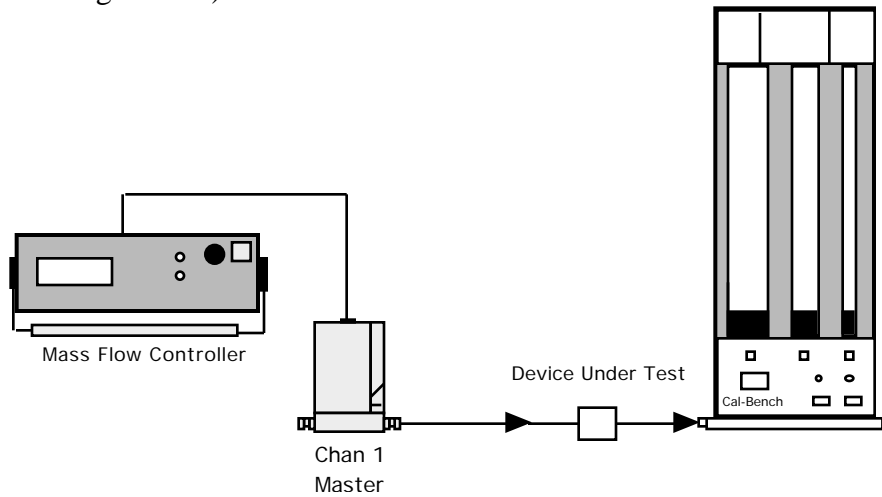 Mass Flow Controller
Device Under Test
Cal-Bench
Chan 1
Master